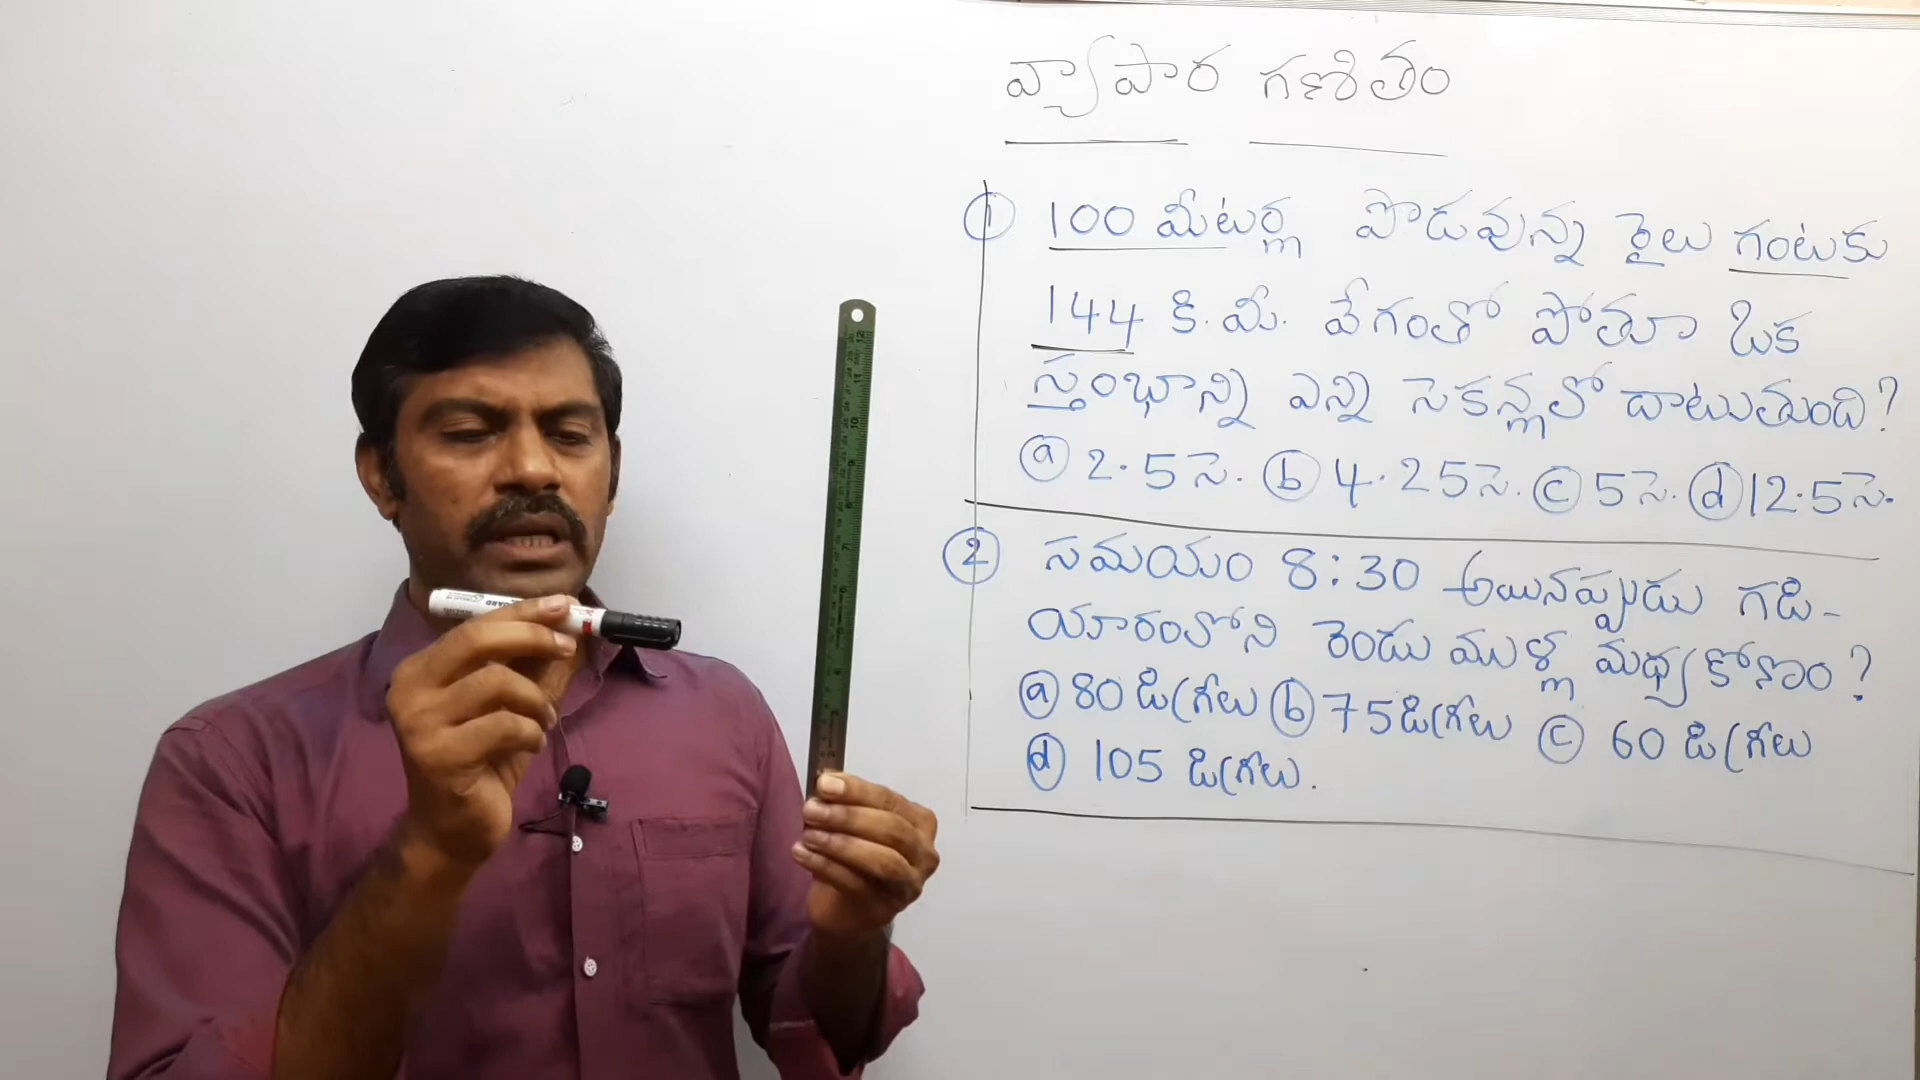 వ్యాపార గణితం
① 100 మీటర్ల పొడవున్న రైలు గంటకు
144 కి.మీ. వేగంతో పోతూ ఒక
స్తంభాన్ని ఎన్ని సెకన్లలో దాటుతుంది?
ⓐ 2.5 సె. ⓑ 4.25 సె. ⓒ 5 సె. ⓓ 12.5 సె.
② సమయం 8:30 అయినప్పుడు గడి-
యారంలోని రెండు ముళ్ల మధ్యకోణం?
ⓐ 80 డిగ్రీలు ⓑ 75 డిగ్రీలు ⓒ 60 డిగ్రీలు
ⓓ 105 డిగ్రీలు.